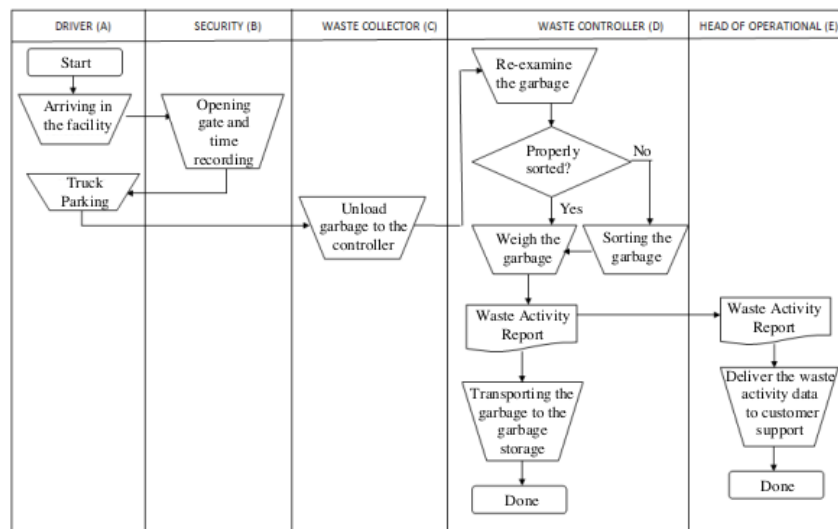 DRIVER (A)
SECURITY (B)
WASTE COLLECTOR (C)
WASTE CONTROLLER (D)
HEAD OF OPERATIONAL (E)
Start
Arriving in
the facility
Opening
gate and
time
recording
Truck
Parking
Unload
garbage to the
controller
Re-examine
the garbage
Properly
sorted?
No
Yes
Weigh the
garbage
Sorting the
garbage
Waste Activity
Report
Transporting the
garbage to the
garbage
storage
Done
Waste Activity
Report
Deliver the waste
activity data
to customer
support
Done